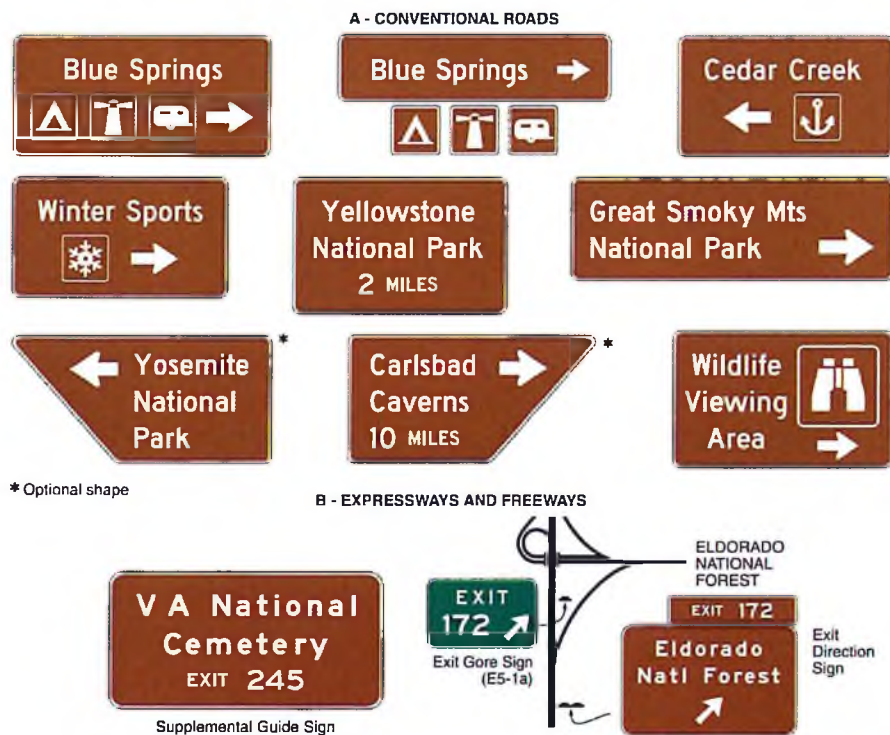 A - CONVENTIONAL ROADS
Blue Springs
Blue Springs
Cedar Creek
Winter Sports
Yellowstone
National Park
2 MILES
Great Smoky Mts
National Park
*
Yosemite
National
Park
*
Carlsbad
Caverns
10 MILES
Wildlife
Viewing
Area
* Optional shape
B - EXPRESSWAYS AND FREEWAYS
V A National
Cemetery
EXIT 245
Supplemental Guide Sign
EXIT
172
Exit Gore Sign
(E5-1a)
ELDORADO
NATIONAL
FOREST
EXIT 172
Eldorado
Natl Forest
Exit
Direction
Sign